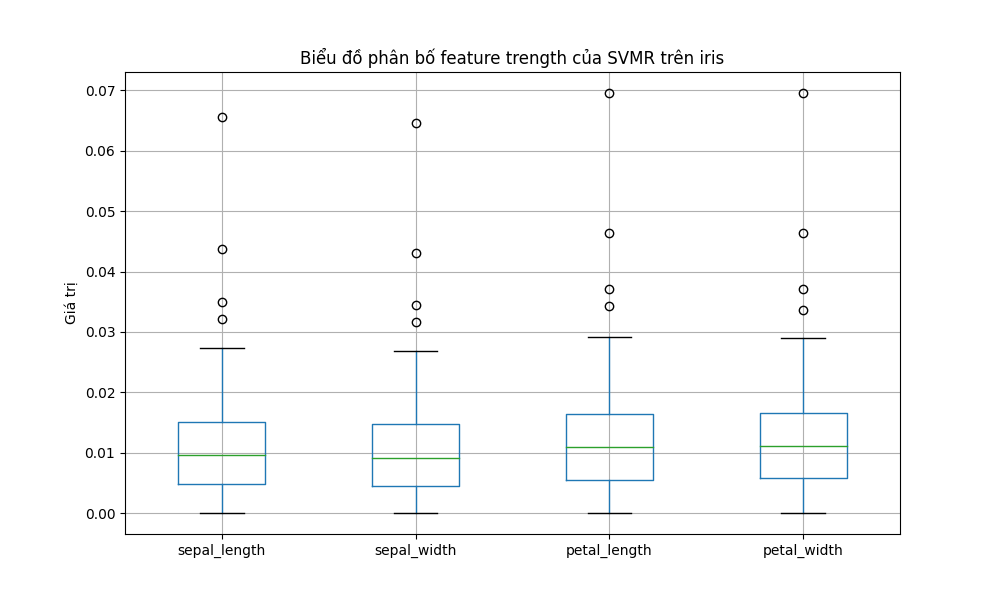 Biểu đồ phân bố feature trength của SVMR trên iris
0.07
0.06
0.05
0.04
0.03
0.02
0.01
0.00
Giá trị
sepal_length
sepal_width
petal_length
petal_width